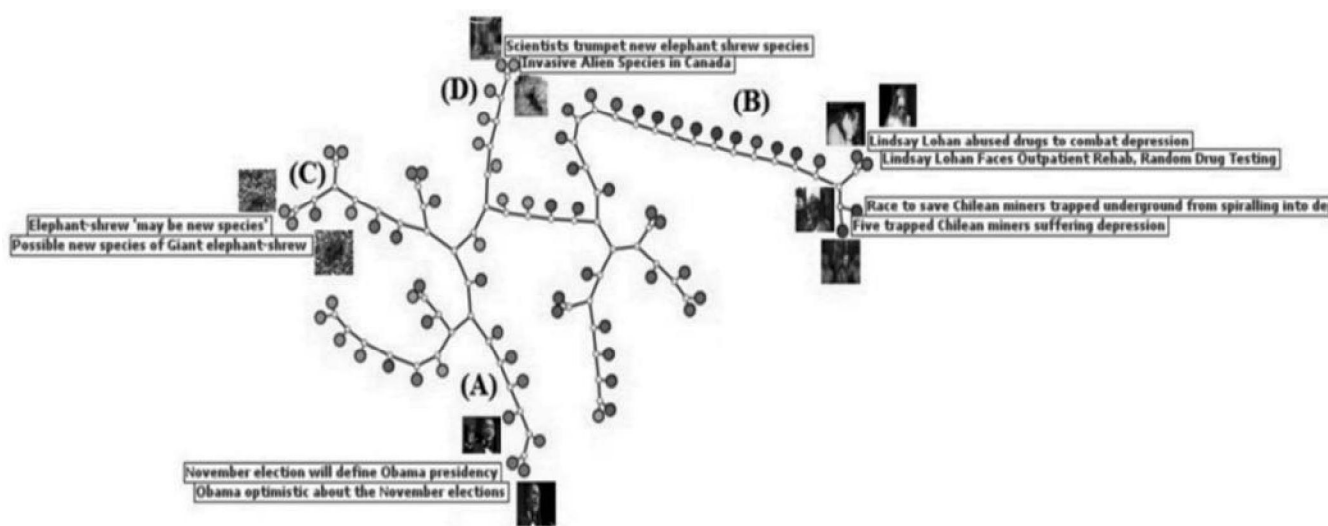 Scientists trumpet new elephant shrew species
Invasive Alien Species in Canada
(D)
(B)
Lindsay Lohan abused drugs to combat depression
Lindsay Lohan Faces Outpatient Rehab, Random Drug Testing
(C)
Race to save Chilean miners trapped underground from spiralling into de
Elephant-shrew 'may be new species'
Five trapped Chilean miners suffering depression
Possible new species of Giant elephant-shrew
(A)
November election will define Obama presidency
Obama optimistic about the November elections